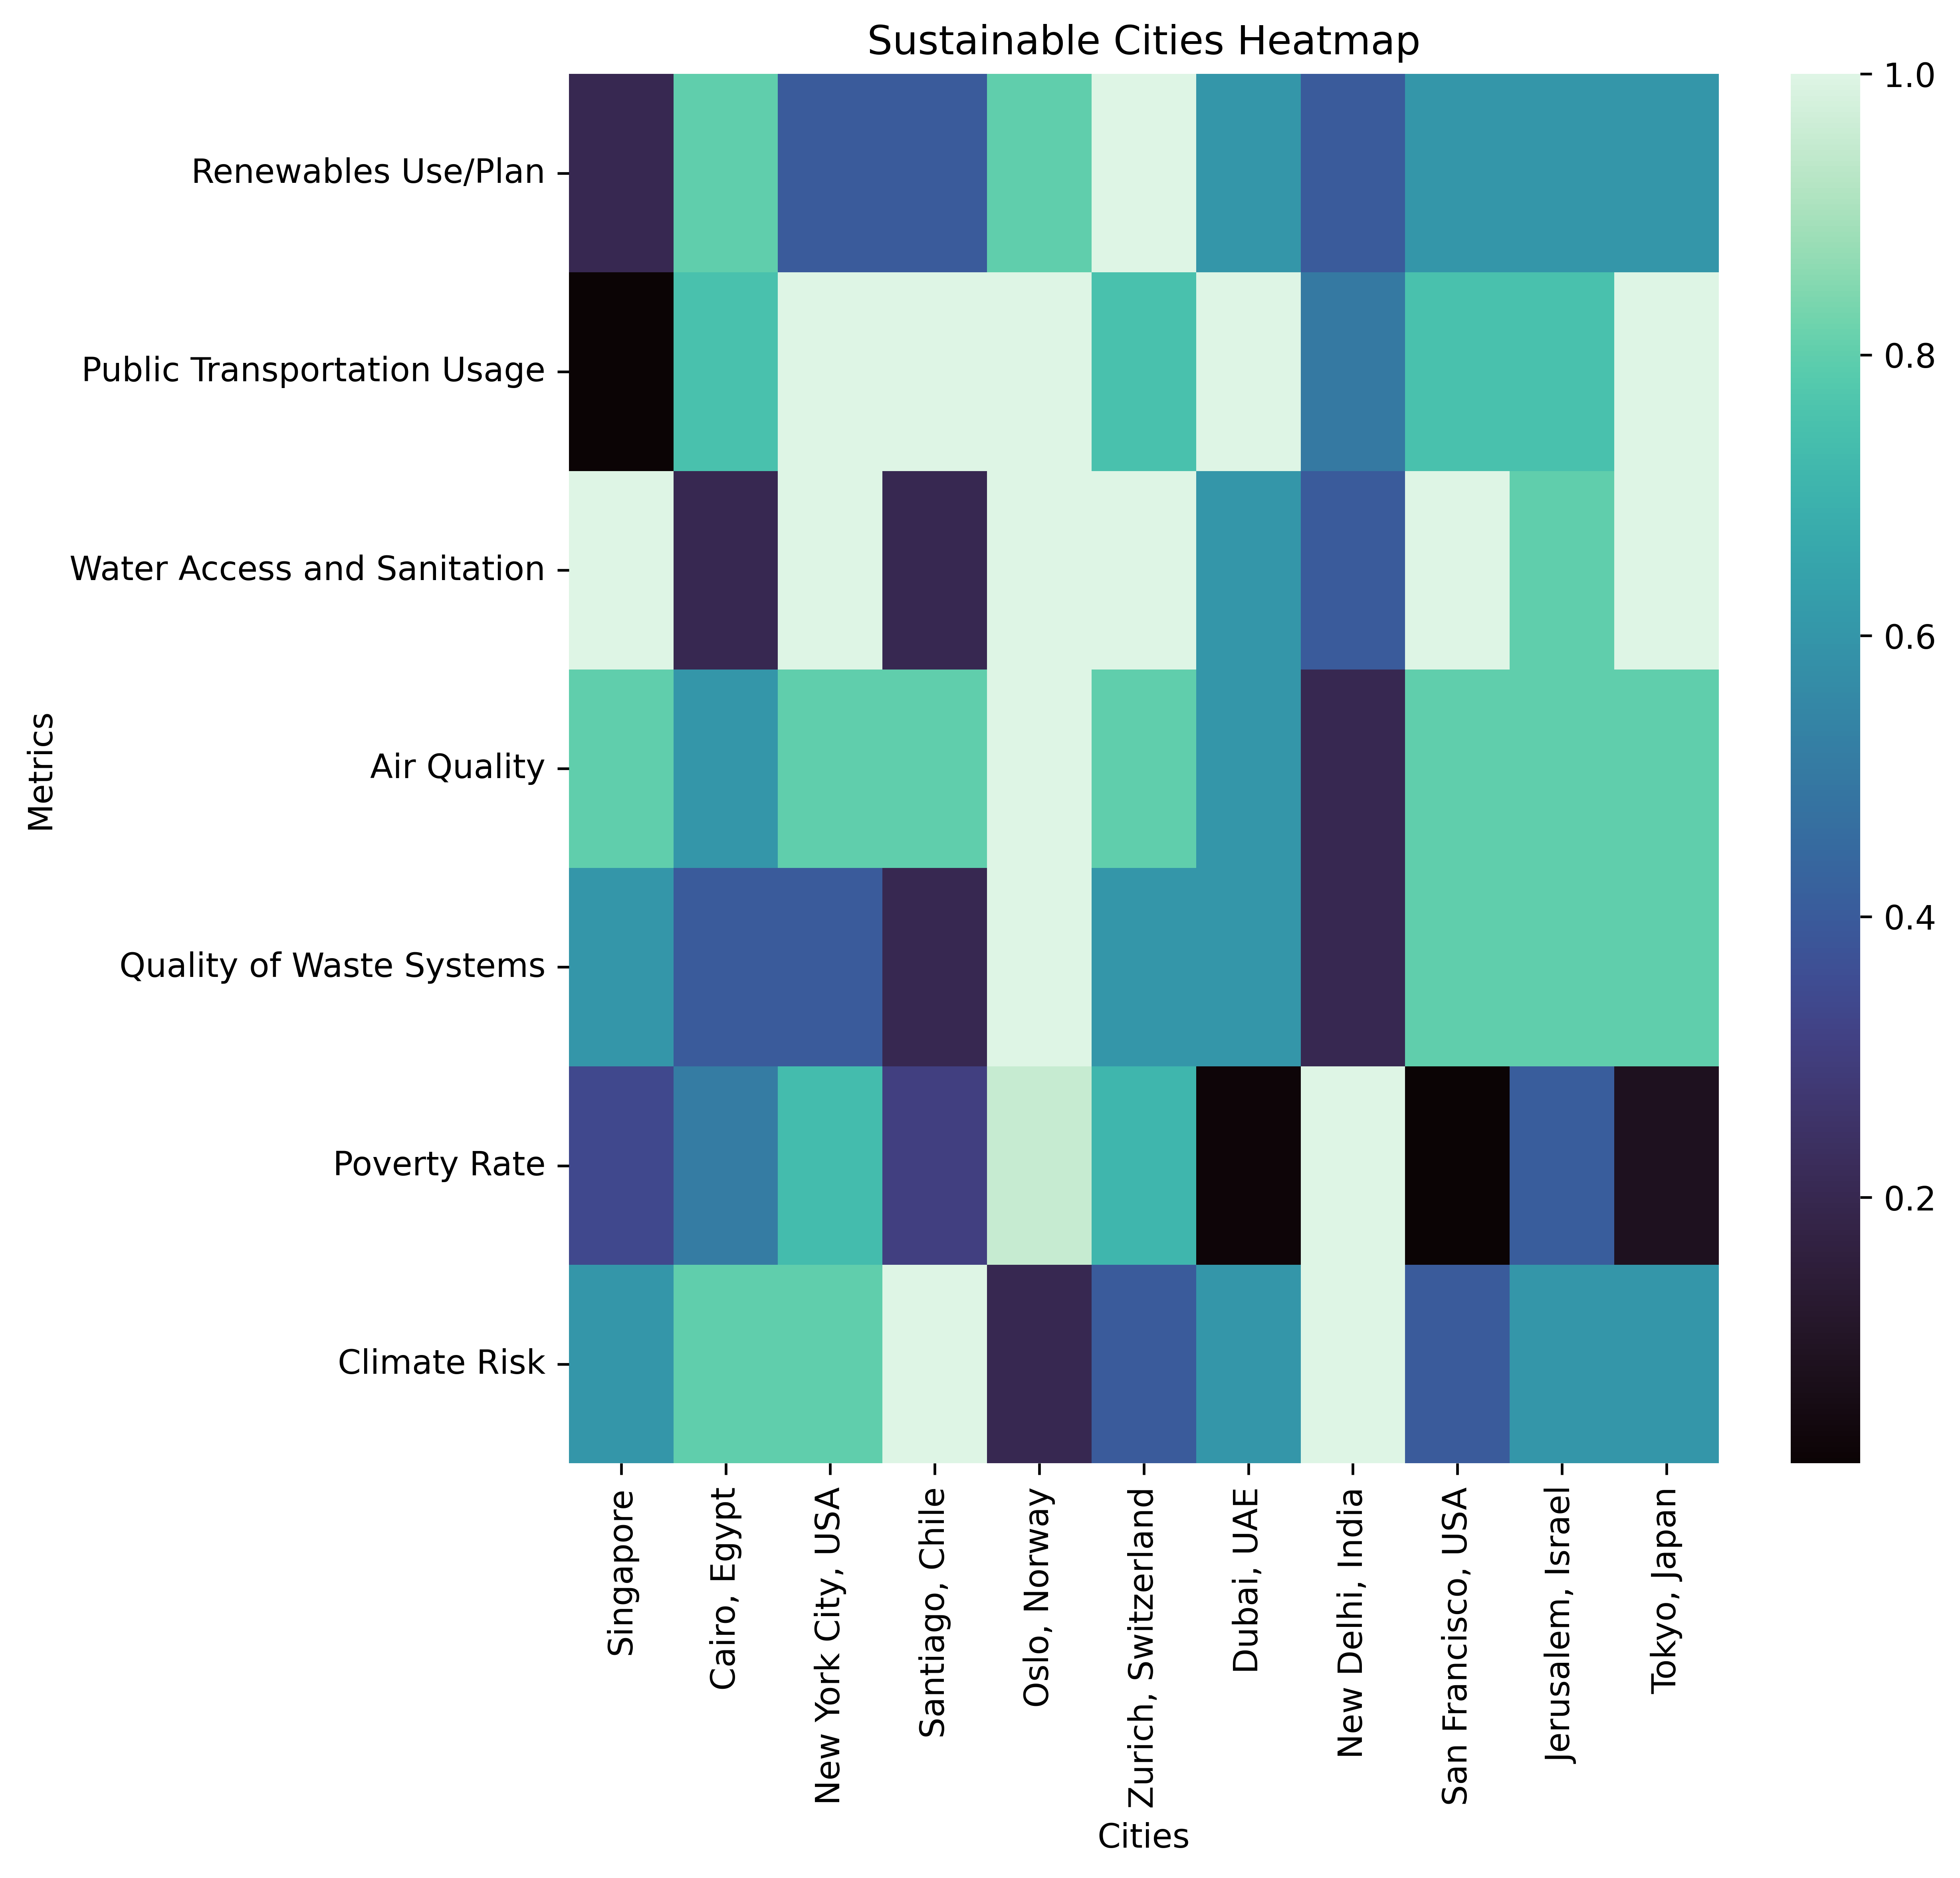 Sustainable Cities Heatmap
Renewables Use/Plan
Public Transportation Usage
Water Access and Sanitation
Air Quality
Quality of Waste Systems
Poverty Rate
Climate Risk
Metrics
Singapore
Cairo, Egypt
New York City, USA
Santiago, Chile
Oslo, Norway
Zurich, Switzerland
Dubai, UAE
New Delhi, India
San Francisco, USA
Jerusalem, Israel
Tokyo, Japan
Cities
1.0
0.8
0.6
0.4
0.2